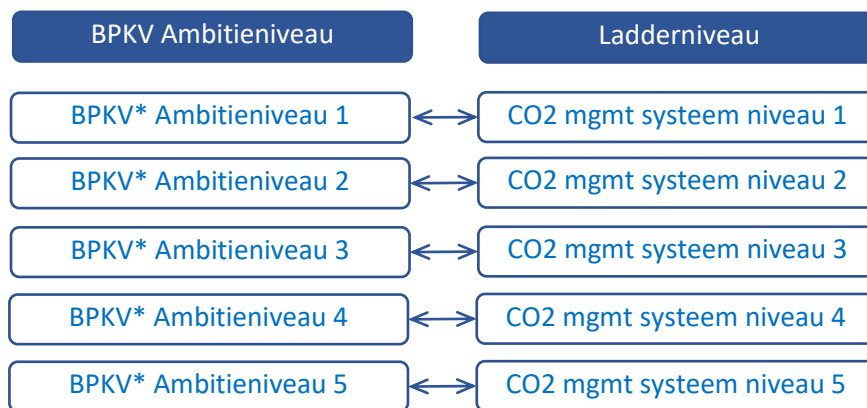 BPKV Ambitieniveau
Ladderniveau
BPKV* Ambitieniveau 1
CO2 mgmt systeem niveau 1
BPKV* Ambitieniveau 2
CO2 mgmt systeem niveau 2
BPKV* Ambitieniveau 3
CO2 mgmt systeem niveau 3
BPKV* Ambitieniveau 4
CO2 mgmt systeem niveau 4
BPKV* Ambitieniveau 5
CO2 mgmt systeem niveau 5